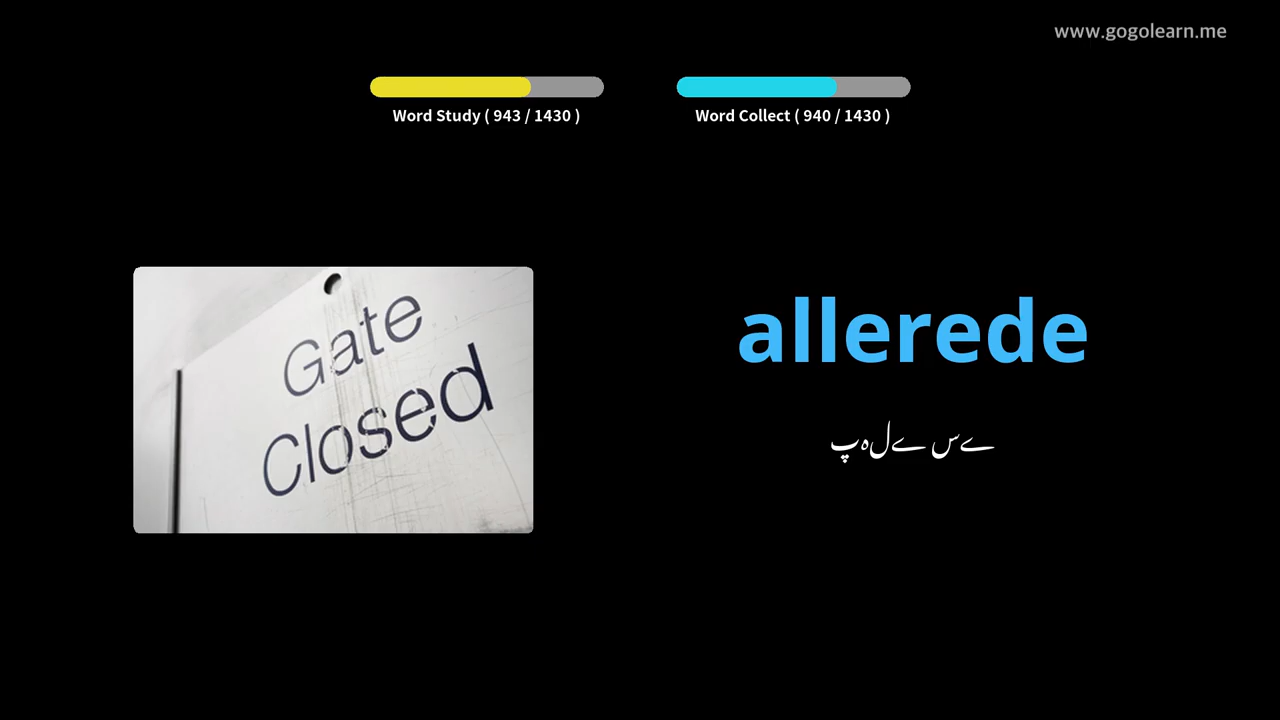 www.gogolearn.me
Word Study ( 943 / 1430 )
Word Collect ( 940 / 1430 )
Gate
Closed
allerede
پہلے سے